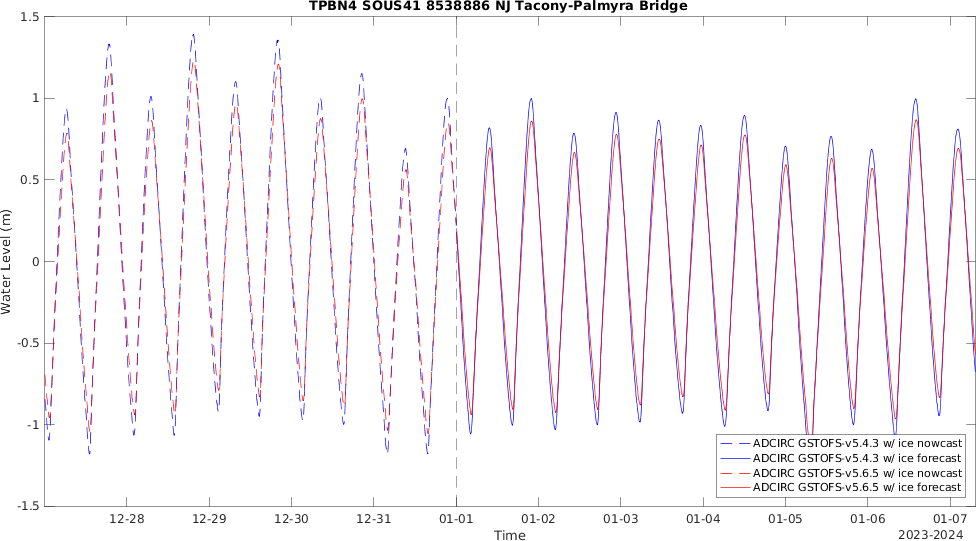 TPBN4 SOUS41 8538886 NJ Tacony-Palmyra Bridge
1.5
1
0.5
0
-0.5
-1
-1.5
Water Level (m)
ADCIRC GSTOFS-v5.4.3 w/ ice nowcast
ADCIRC GSTOFS-v5.4.3 w/ ice forecast
ADCIRC GSTOFS-v5.6.5 w/ ice nowcast
ADCIRC GSTOFS-v5.6.5 w/ ice forecast
12-28 12-29 12-30 12-31 01-01 01-02 01-03 01-04 01-05 01-06 01-07
Time
2023-2024